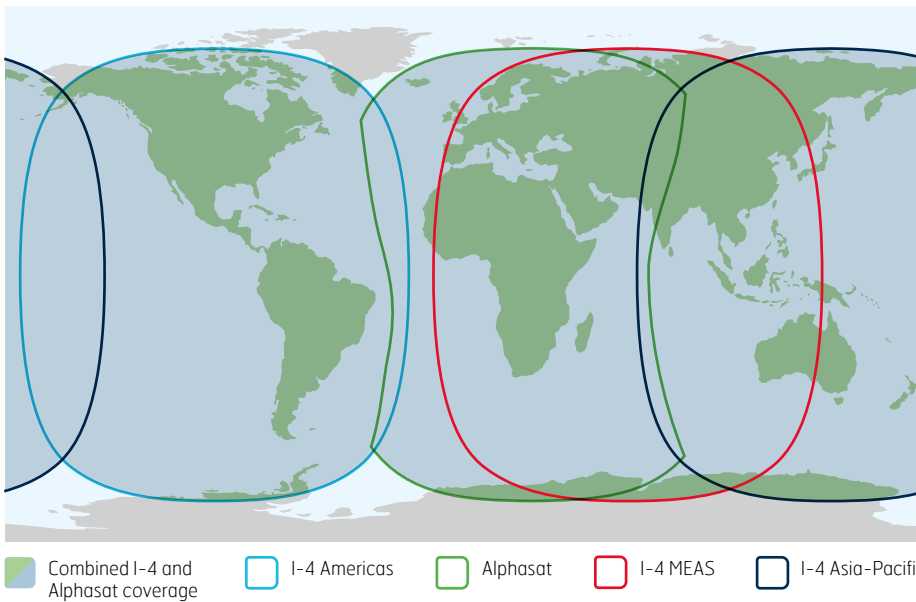 Combined I-4 and
Alphasat coverage
I-4 Americas
Alphasat
I-4 MEAS
I-4 Asia-Pacifi